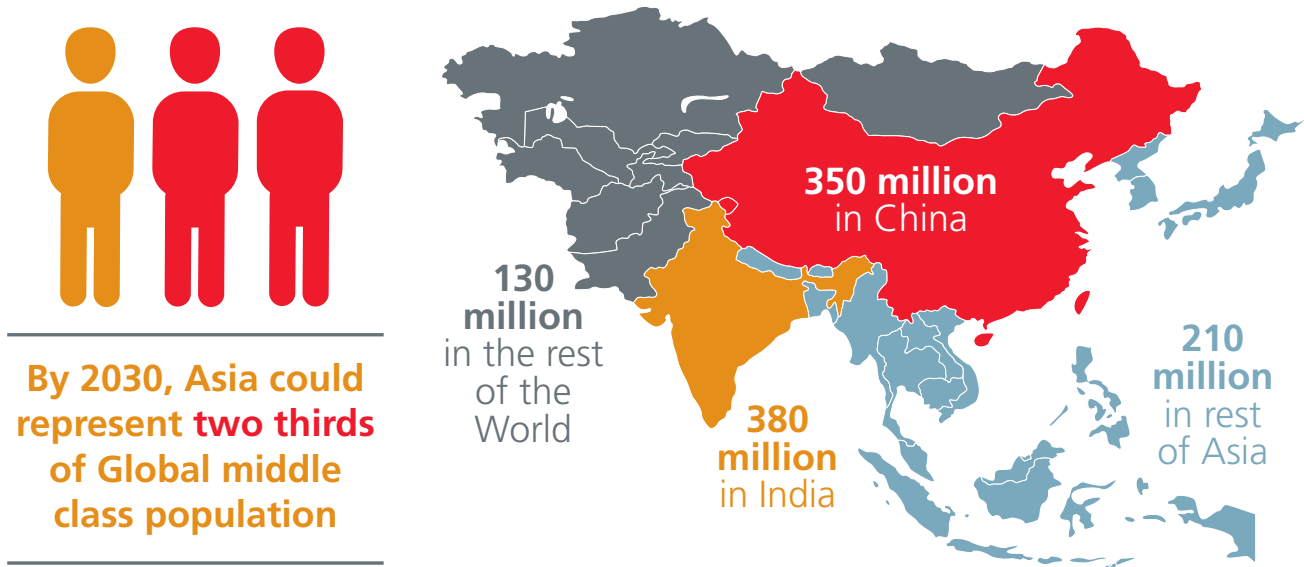 By 2030, Asia could
represent two thirds
of Global middle
class population
130
million
in the rest
of the
World
350 million
in China
380
million
in India
210
million
in rest
of Asia